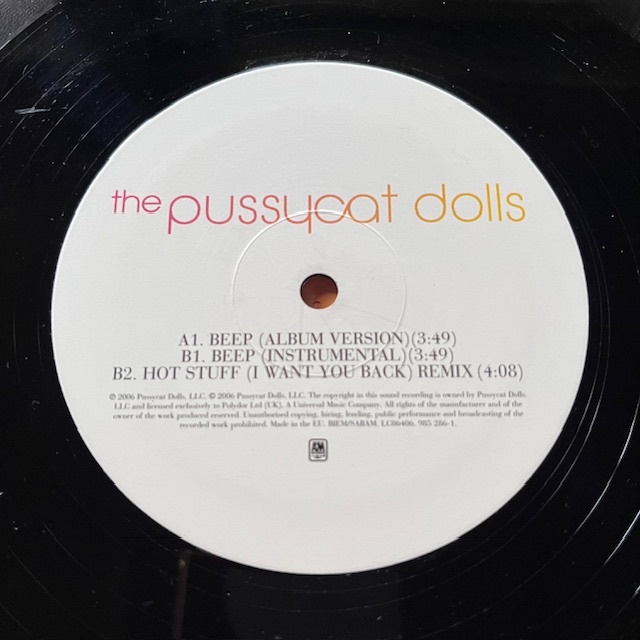 the pussycat dolls
A1. BEEP (ALBUM VERSION)(3:49)
B1. BEEP (INSTRUMENTAL)(3:49)
B2. HOT STUFF (I WANT YOU BACK) REMIX (4:08)
℗ 2006 Pussycat Dolls, LLC. © 2006 Pussycat Dolls, LLC. The copyright in this sound recording is owned by Pussycat Dolls,
LLC and licensed exclusively to Polydor Ltd (UK). A Universal Music Company. All rights of the manufacturer and of the
owner of the work produced reserved. Unauthorised copying, hiring, lending, public performance and broadcasting of the
recorded work prohibited. Made in the EU. BIEM/SABAM. LC06406. 985 286-1.
A&M